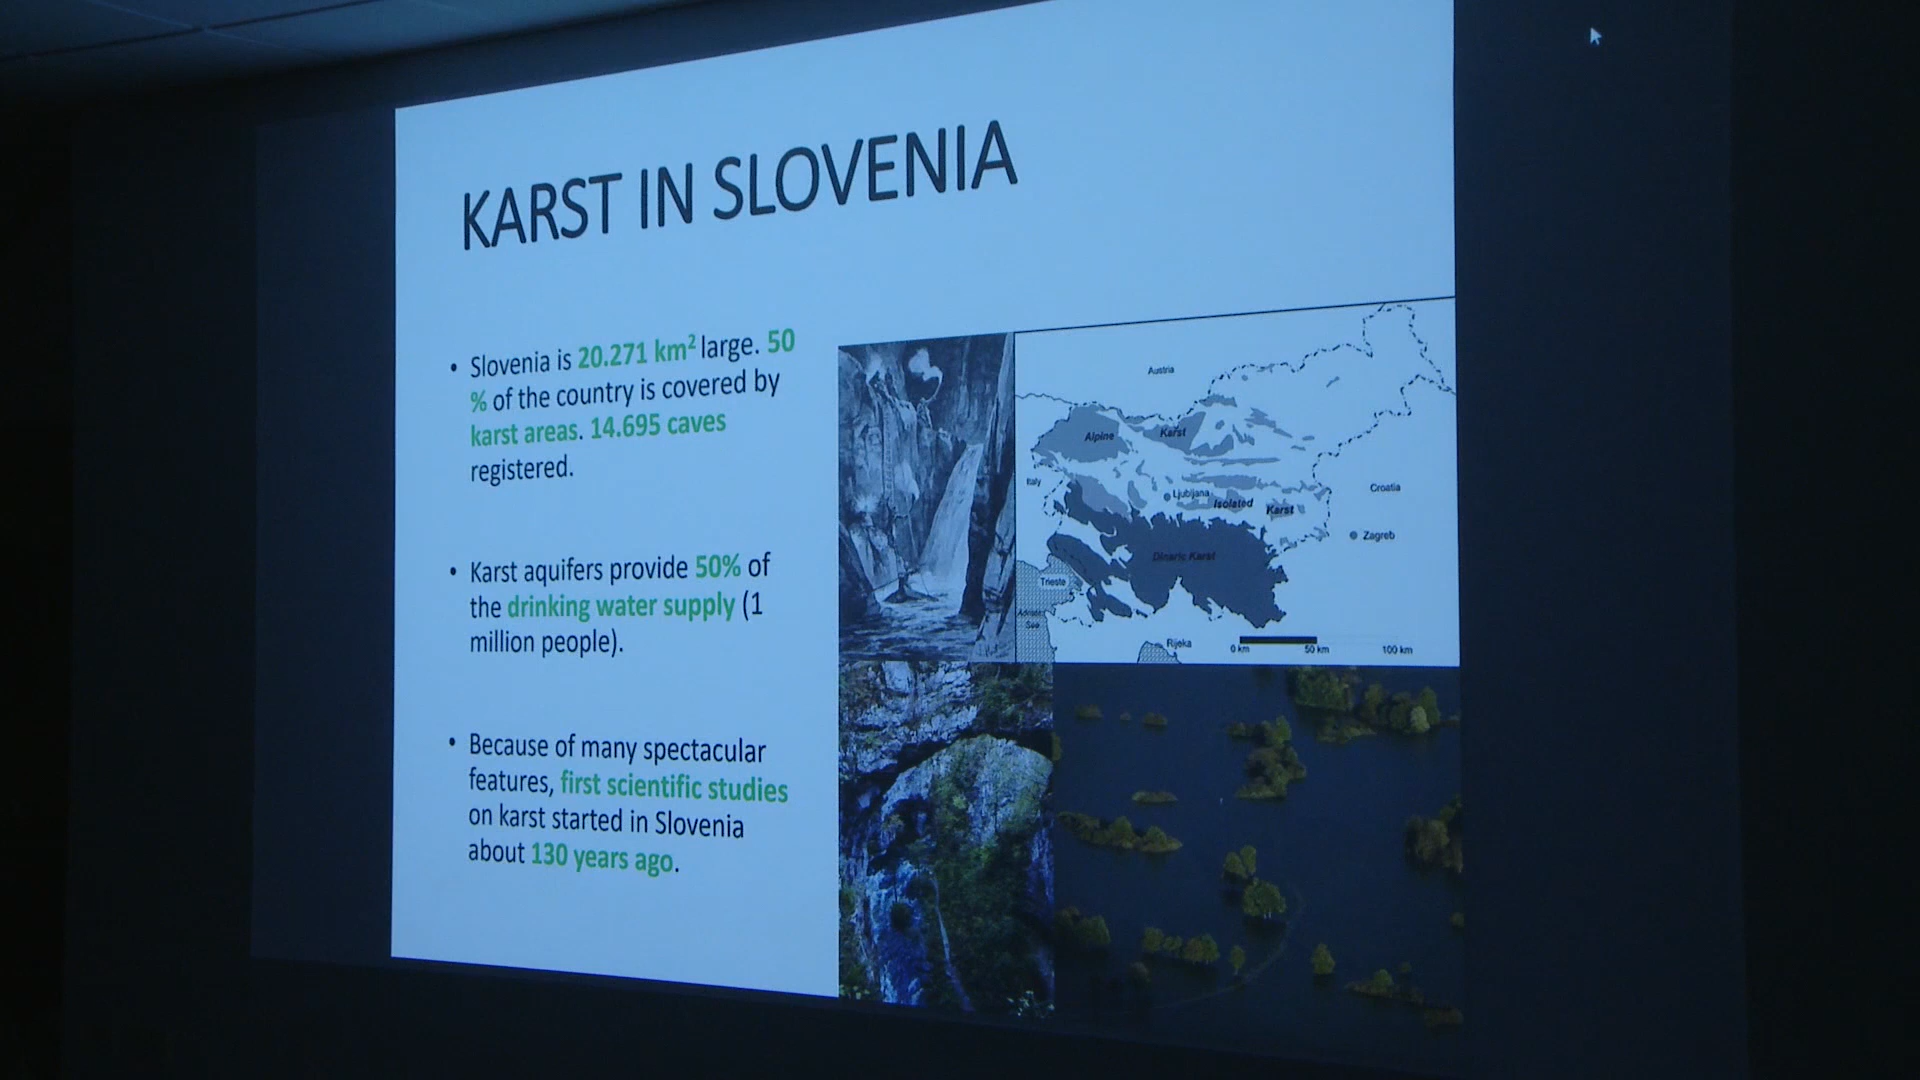 KARST IN SLOVENIA
• Slovenia is 20.271 km² large. 50
% of the country is covered by
karst areas. 14.695 caves
registered.
• Karst aquifers provide 50% of
the drinking water supply (1
million people).
• Because of many spectacular
features, first scientific studies
on karst started in Slovenia
about 130 years ago.
Austria
Alpine
Karst
Italy
Ljubljana
Isolated
Karst
Croatia
Zagreb
Dinaric Karst
Trieste
Adriatic
Sea
Rijeka
0 km
50 km
100 km